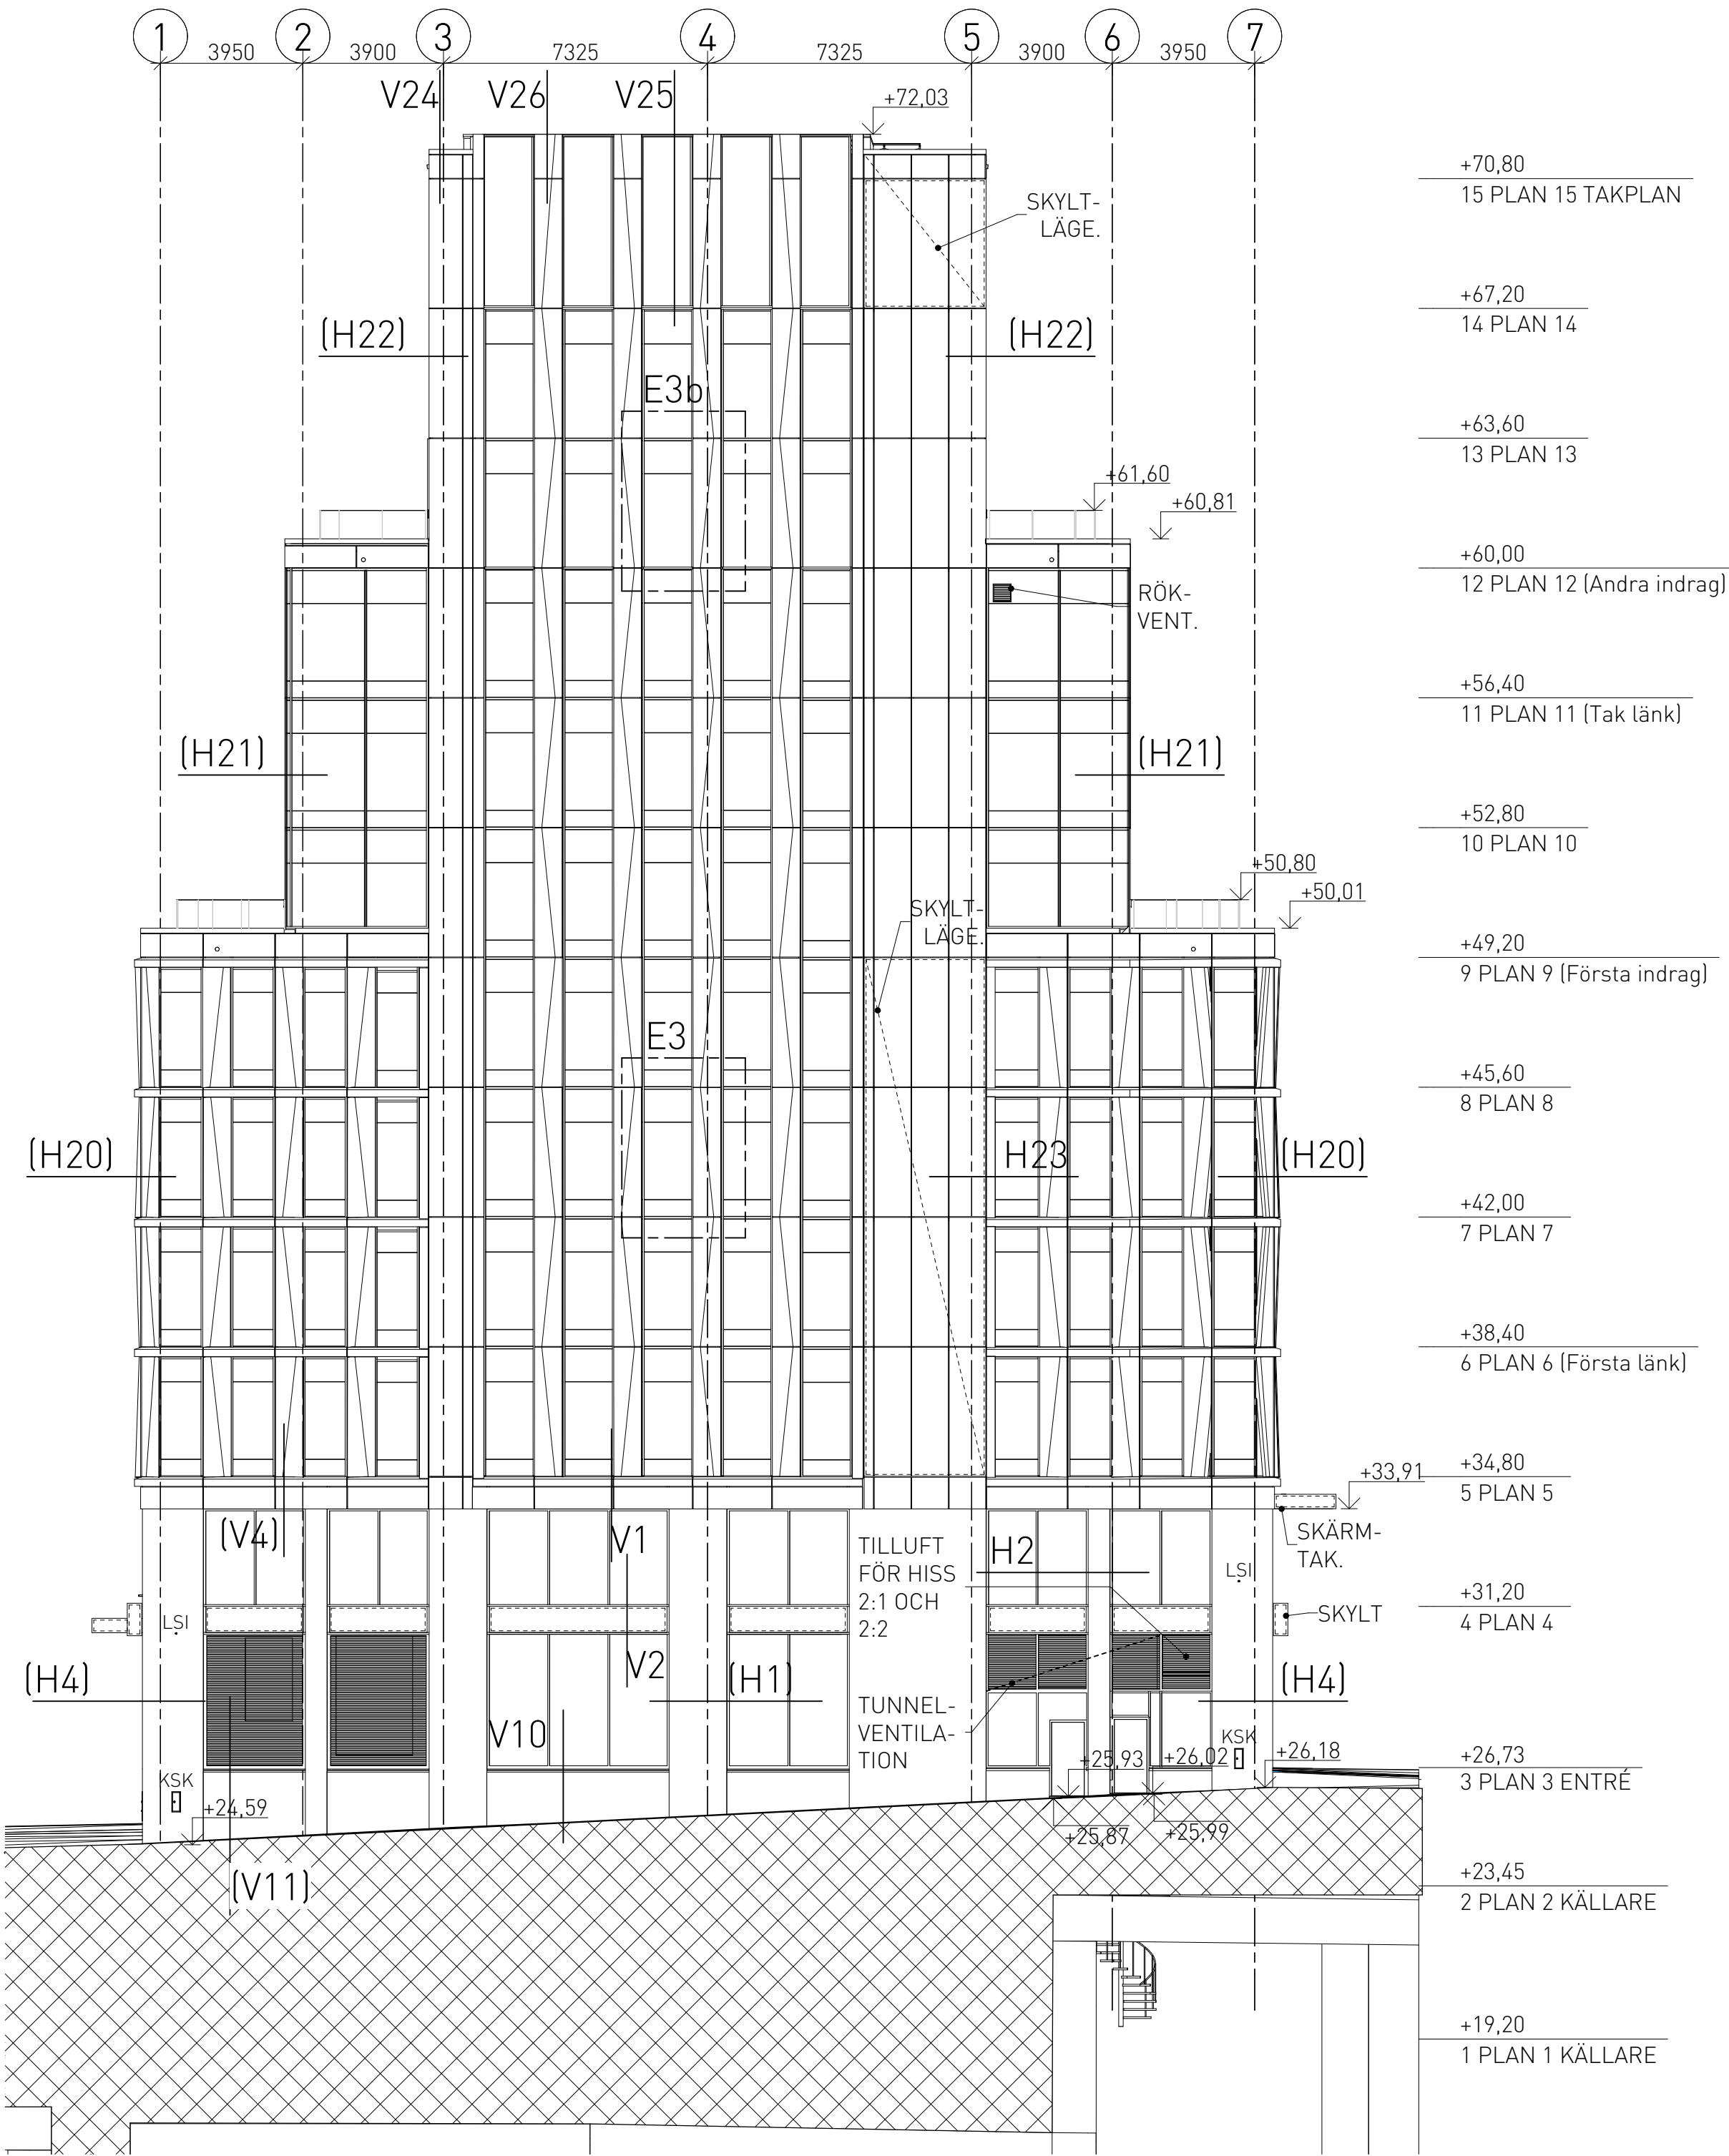 1
2
3
4
5
6
7
3950
3900
7325
7325
3900
3950
V24
V26
V25
+72,03
+70,80
15 PLAN 15 TAKPLAN
SKYLT-
LÄGE.
+67,20
14 PLAN 14
(H22)
(H22)
E3b
+63,60
13 PLAN 13
+61,60
+60,81
+60,00
12 PLAN 12 (Andra indrag)
RÖK-
VENT.
+56,40
11 PLAN 11 (Tak länk)
(H21)
(H21)
+52,80
10 PLAN 10
+50,80
+50,01
SKYLT-
LÄGE.
+49,20
9 PLAN 9 (Första indrag)
E3
+45,60
8 PLAN 8
(H20)
H23
(H20)
+42,00
7 PLAN 7
+38,40
6 PLAN 6 (Första länk)
+34,80
5 PLAN 5
+33,91
SKÄRM-
TAK.
(V4)
V1
TILLUFT
FÖR HISS
2:1 OCH
2:2
H2
LSI
+31,20
4 PLAN 4
SKYLT
LSI
(H4)
V2
(H1)
(H4)
V10
TUNNEL-
VENTILA-
TION
KSK
+25,93
+26,02
+26,18
+26,73
3 PLAN 3 ENTRÉ
KSK
+24,59
+25,87
+25,99
(V11)
+23,45
2 PLAN 2 KÄLLARE
+19,20
1 PLAN 1 KÄLLARE